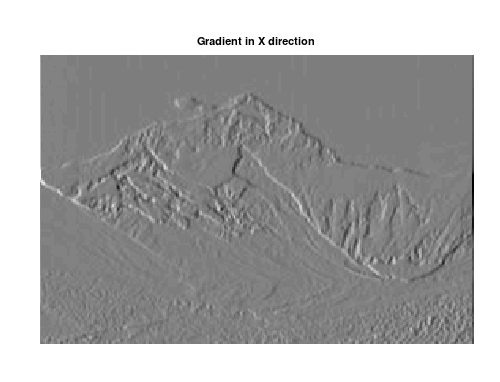 Gradient in X direction